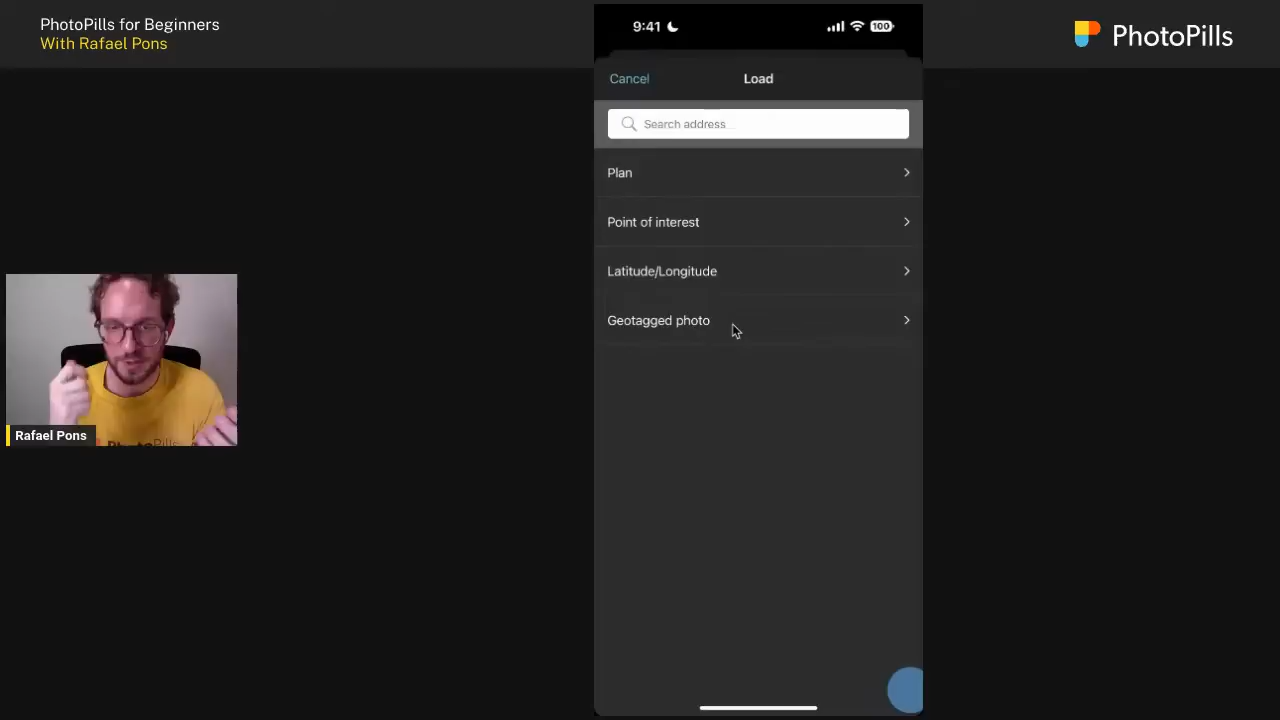 PhotoPills for Beginners
With Rafael Pons
PhotoPills
9:41
100
Cancel
Load
Search address...
Plan
Point of interest
Latitude/Longitude
Geotagged photo
PhotoPills
Rafael Pons